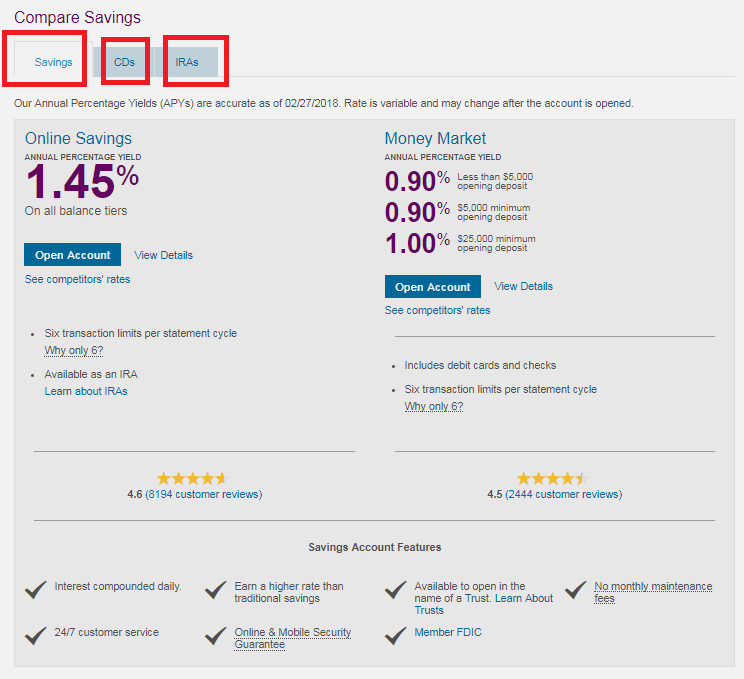 Compare Savings
Savings CDs IRAs
Our Annual Percentage Yields (APYs) are accurate as of 02/27/2018. Rate is variable and may change after the account is opened.
Online Savings
ANNUAL PERCENTAGE YIELD
1.45%
On all balance tiers
Open Account View Details
See competitors' rates
Six transaction limits per statement cycle
Why only 6?
Available as an IRA
Learn about IRAs
4.6 (8194 customer reviews)
Money Market
ANNUAL PERCENTAGE YIELD
0.90% Less than $5,000
opening deposit
0.90% $5,000 minimum
opening deposit
1.00% $25,000 minimum
opening deposit
Open Account View Details
See competitors' rates
Includes debit cards and checks
Six transaction limits per statement cycle
Why only 6?
4.5 (2444 customer reviews)
Savings Account Features
Interest compounded daily.
Earn a higher rate than
traditional savings
Available to open in the
name of a Trust. Learn About
Trusts
No monthly maintenance
fees
24/7 customer service
Online & Mobile Security
Guarantee
Member FDIC